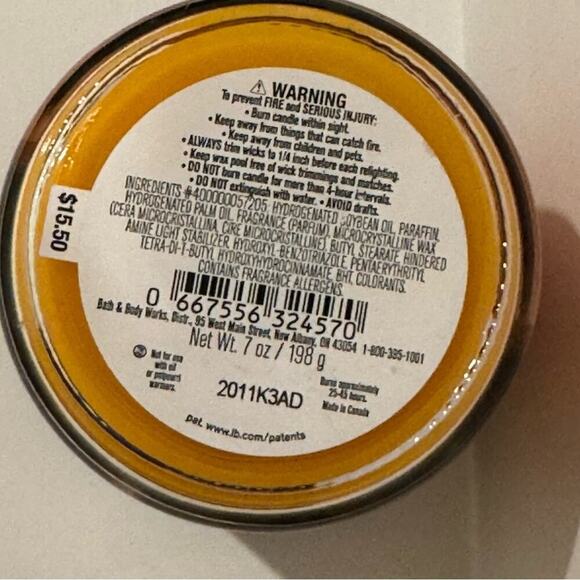 ⚠ WARNING
To prevent FIRE and SERIOUS INJURY:
• Burn candle within sight.
• Keep away from things that can catch fire.
• Keep away from children and pets.
• ALWAYS trim wicks to 1/4 inch before each relighting.
• Keep wax pool free of wick trimmings and matches.
• DO NOT burn candle for more than 4-hour intervals.
• DO NOT extinguish with water. • AVOID drafts.
INGREDIENTS #400000057205: HYDROGENATED SOYBEAN OIL, PARAFFIN,
HYDROGENATED PALM OIL, FRAGRANCE (PARFUM), MICROCRYSTALLINE WAX
(CERA MICROCRISTALLINA, CIRE MICROCRISTALLINE), BUTYL STEARATE, HINDERED
AMINE LIGHT STABILIZER, HYDROXYL-BENZOTRIAZOLE, PENTAERYTHRITYL
TETRA-DI-T-BUTYL HYDROXYHYDROCINNAMATE, BHT, COLORANTS.
CONTAINS FRAGRANCE ALLERGENS.
$15.50
0 667556 324570
Bath & Body Works, Distr., 95 West Main Street, New Albany, OH 43054 1-800-395-1001
Net Wt. 7 oz / 198 g
Not for use
with oil
or potpourri
warmers.
2011K3AD
Burns approximately
25-45 hours.
Made in Canada
pat. www.lb.com/patents